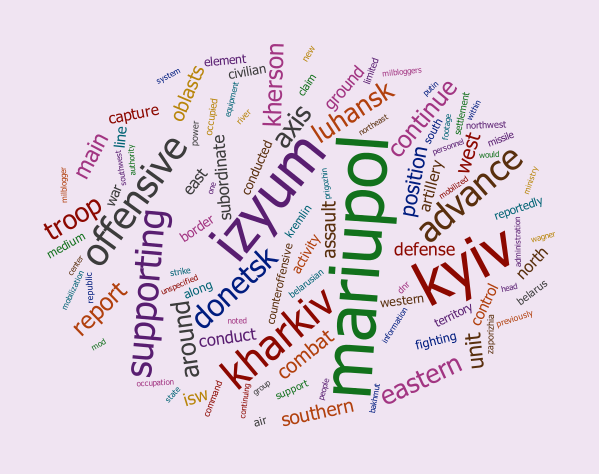 new
system
element
civilian
kherson
limited
milbloggers
oblasts
equipment
claim
ground
putin
capture
river
luhansk
continue
settlement
within
power
occupied
axis
northeast
footage
northwest
line
main
southwest
authority
offensive
subordinate
conducted
south
personnel
missile
west
would
war
east
one
izyum
prigozhin
mariupol
position
artillery
mobilized
advance
ministry
milblogger
troop
border
kremlin
assault
reportedly
medium
supporting
activity
defense
kyiv
administration
wagner
center
mobilization
republic
strike
unspecified
along
donetsk
counteroffensive
belarusian
dnr
western
north
head
belarus
report
around
noted
conduct
kharkiv
combat
information
territory
control
previously
zaporizhia
mod
fighting
unit
occupation
state
isw
command
continuing
group
support
people
bakhmut
eastern
air
southern